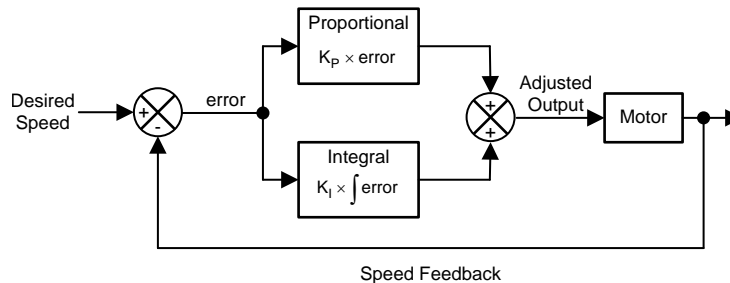 Proportional
K_P × error
Desired
Speed
+
-
error
+
+
Adjusted
Output
Motor
Integral
K_I × ∫ error
Speed Feedback